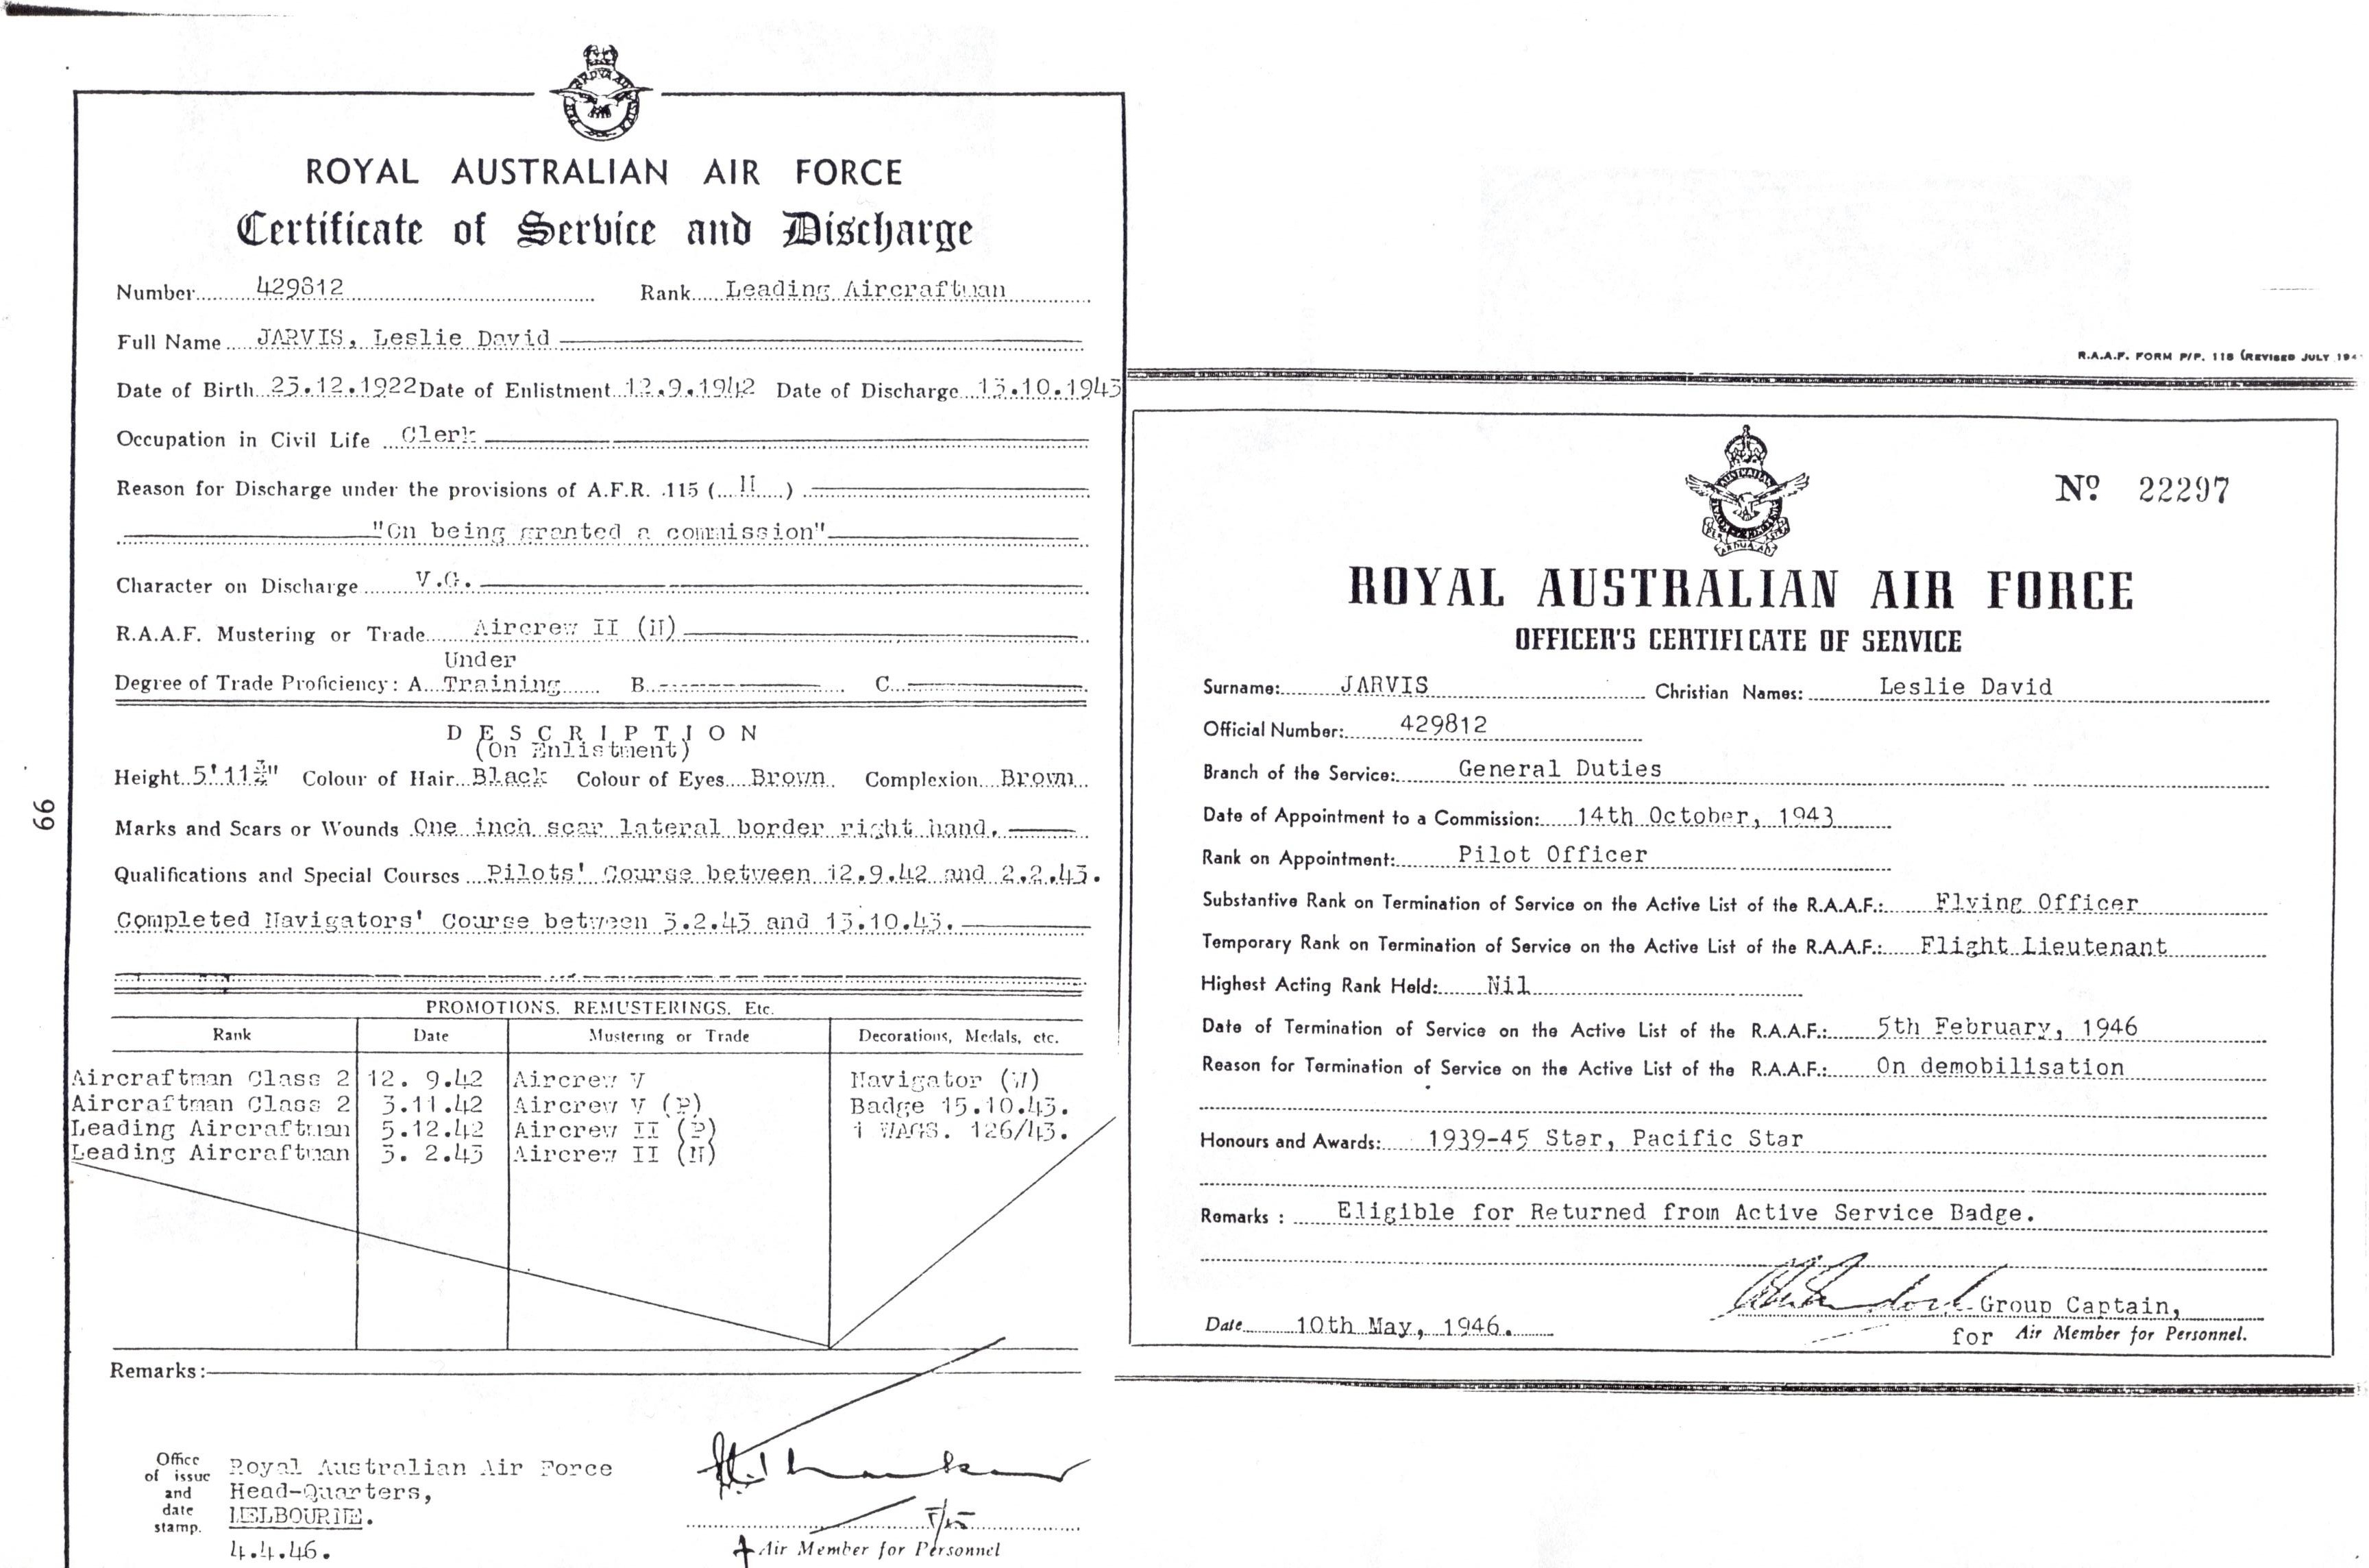 ROYAL AUSTRALIAN AIR FORCE
Certificate of Service and Discharge
Number 429812 Rank Leading Aircraftman
Full Name JARVIS, Leslie David
Date of Birth 23.12.1922 Date of Enlistment 12.9.1942 Date of Discharge 13.10.1943
Occupation in Civil Life Clerk
Reason for Discharge under the provisions of A.F.R. 115 ( II )
"On being granted a commission"
Character on Discharge V.G.
R.A.A.F. Mustering or Trade Aircrew II (N)
Under
Degree of Trade Proficiency: A Training B C
DESCRIPTION
(On Enlistment)
Height 5'11¾" Colour of Hair Black Colour of Eyes Brown Complexion Brown
Marks and Scars or Wounds One inch scar lateral border right hand.
Qualifications and Special Courses Pilots' Course between 12.9.42 and 2.2.43.
Completed Navigators' Course between 3.2.43 and 13.10.43.
PROMOTIONS, REMUSTERINGS, Etc.
Rank Date Mustering or Trade Decorations, Medals, etc.
Aircraftman Class 2 12. 9.42 Aircrew V Navigator (W)
Aircraftman Class 2 3.11.42 Aircrew V (P) Badge 15.10.43.
Leading Aircraftman 5.12.42 Aircrew II (P) 1 WAGS. 126/43.
Leading Aircraftman 3. 2.43 Aircrew II (N)
Remarks:
Office of issue and date stamp.
Royal Australian Air Force
Head-Quarters,
MELBOURNE.
4.4.46.
Air Member for Personnel
99
R.A.A.F. FORM P/P. 118 (REVISED JULY 194
No 22297
ROYAL AUSTRALIAN AIR FORCE
OFFICER'S CERTIFICATE OF SERVICE
Surname: JARVIS Christian Names: Leslie David
Official Number: 429812
Branch of the Service: General Duties
Date of Appointment to a Commission: 14th October, 1943
Rank on Appointment: Pilot Officer
Substantive Rank on Termination of Service on the Active List of the R.A.A.F.: Flying Officer
Temporary Rank on Termination of Service on the Active List of the R.A.A.F.: Flight Lieutenant
Highest Acting Rank Held: Nil
Date of Termination of Service on the Active List of the R.A.A.F.: 5th February, 1946
Reason for Termination of Service on the Active List of the R.A.A.F.: On demobilisation
Honours and Awards: 1939-45 Star, Pacific Star
Remarks : Eligible for Returned from Active Service Badge.
Group Captain,
Date 10th May, 1946.
for Air Member for Personnel.